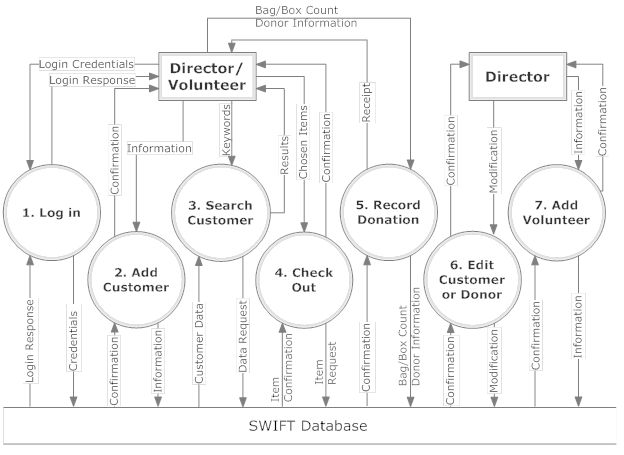 Bag/Box Count
Donor Information
Login Credentials
Login Response
Director/
Volunteer
Director
Confirmation
Information
Keywords
Results
Chosen Items
Confirmation
Receipt
Confirmation
Modification
Information
Confirmation
1. Log in
2. Add
Customer
3. Search
Customer
4. Check
Out
5. Record
Donation
6. Edit
Customer
or Donor
7. Add
Volunteer
Login Response
Credentials
Confirmation
Information
Customer Data
Data Request
Item
Confirmation
Item
Request
Confirmation
Bag/Box Count
Donor Information
Confirmation
Modification
Confirmation
Information
SWIFT Database